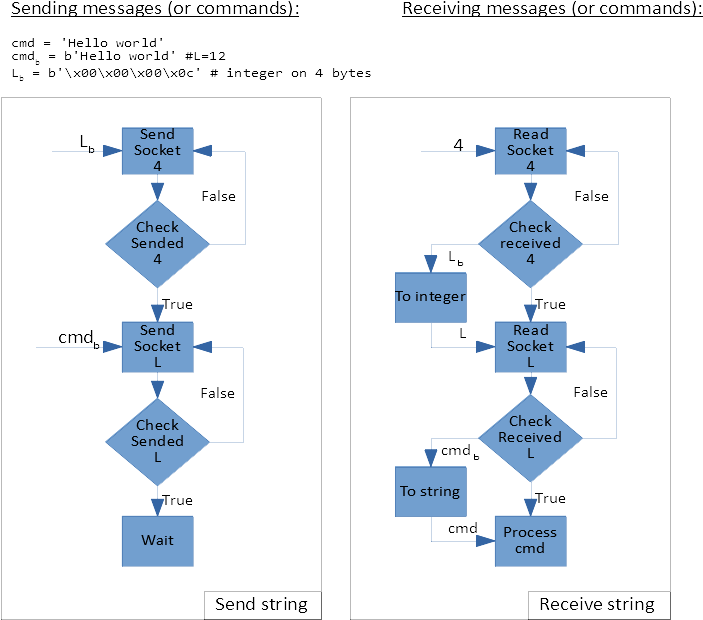 Sending messages (or commands):
Receiving messages (or commands):
cmd = 'Hello world'
cmd_b = b'Hello world' #L=12
L_b = b'\x00\x00\x00\x0c' # integer on 4 bytes
L_b
Send
Socket
4
False
Check
Sended
4
True
cmd_b
Send
Socket
L
False
Check
Sended
L
True
Wait
Send string
4
Read
Socket
4
False
Check
received
4
L_b
To integer
True
L
Read
Socket
L
False
Check
Received
L
cmd_b
To string
True
cmd
Process
cmd
Receive string